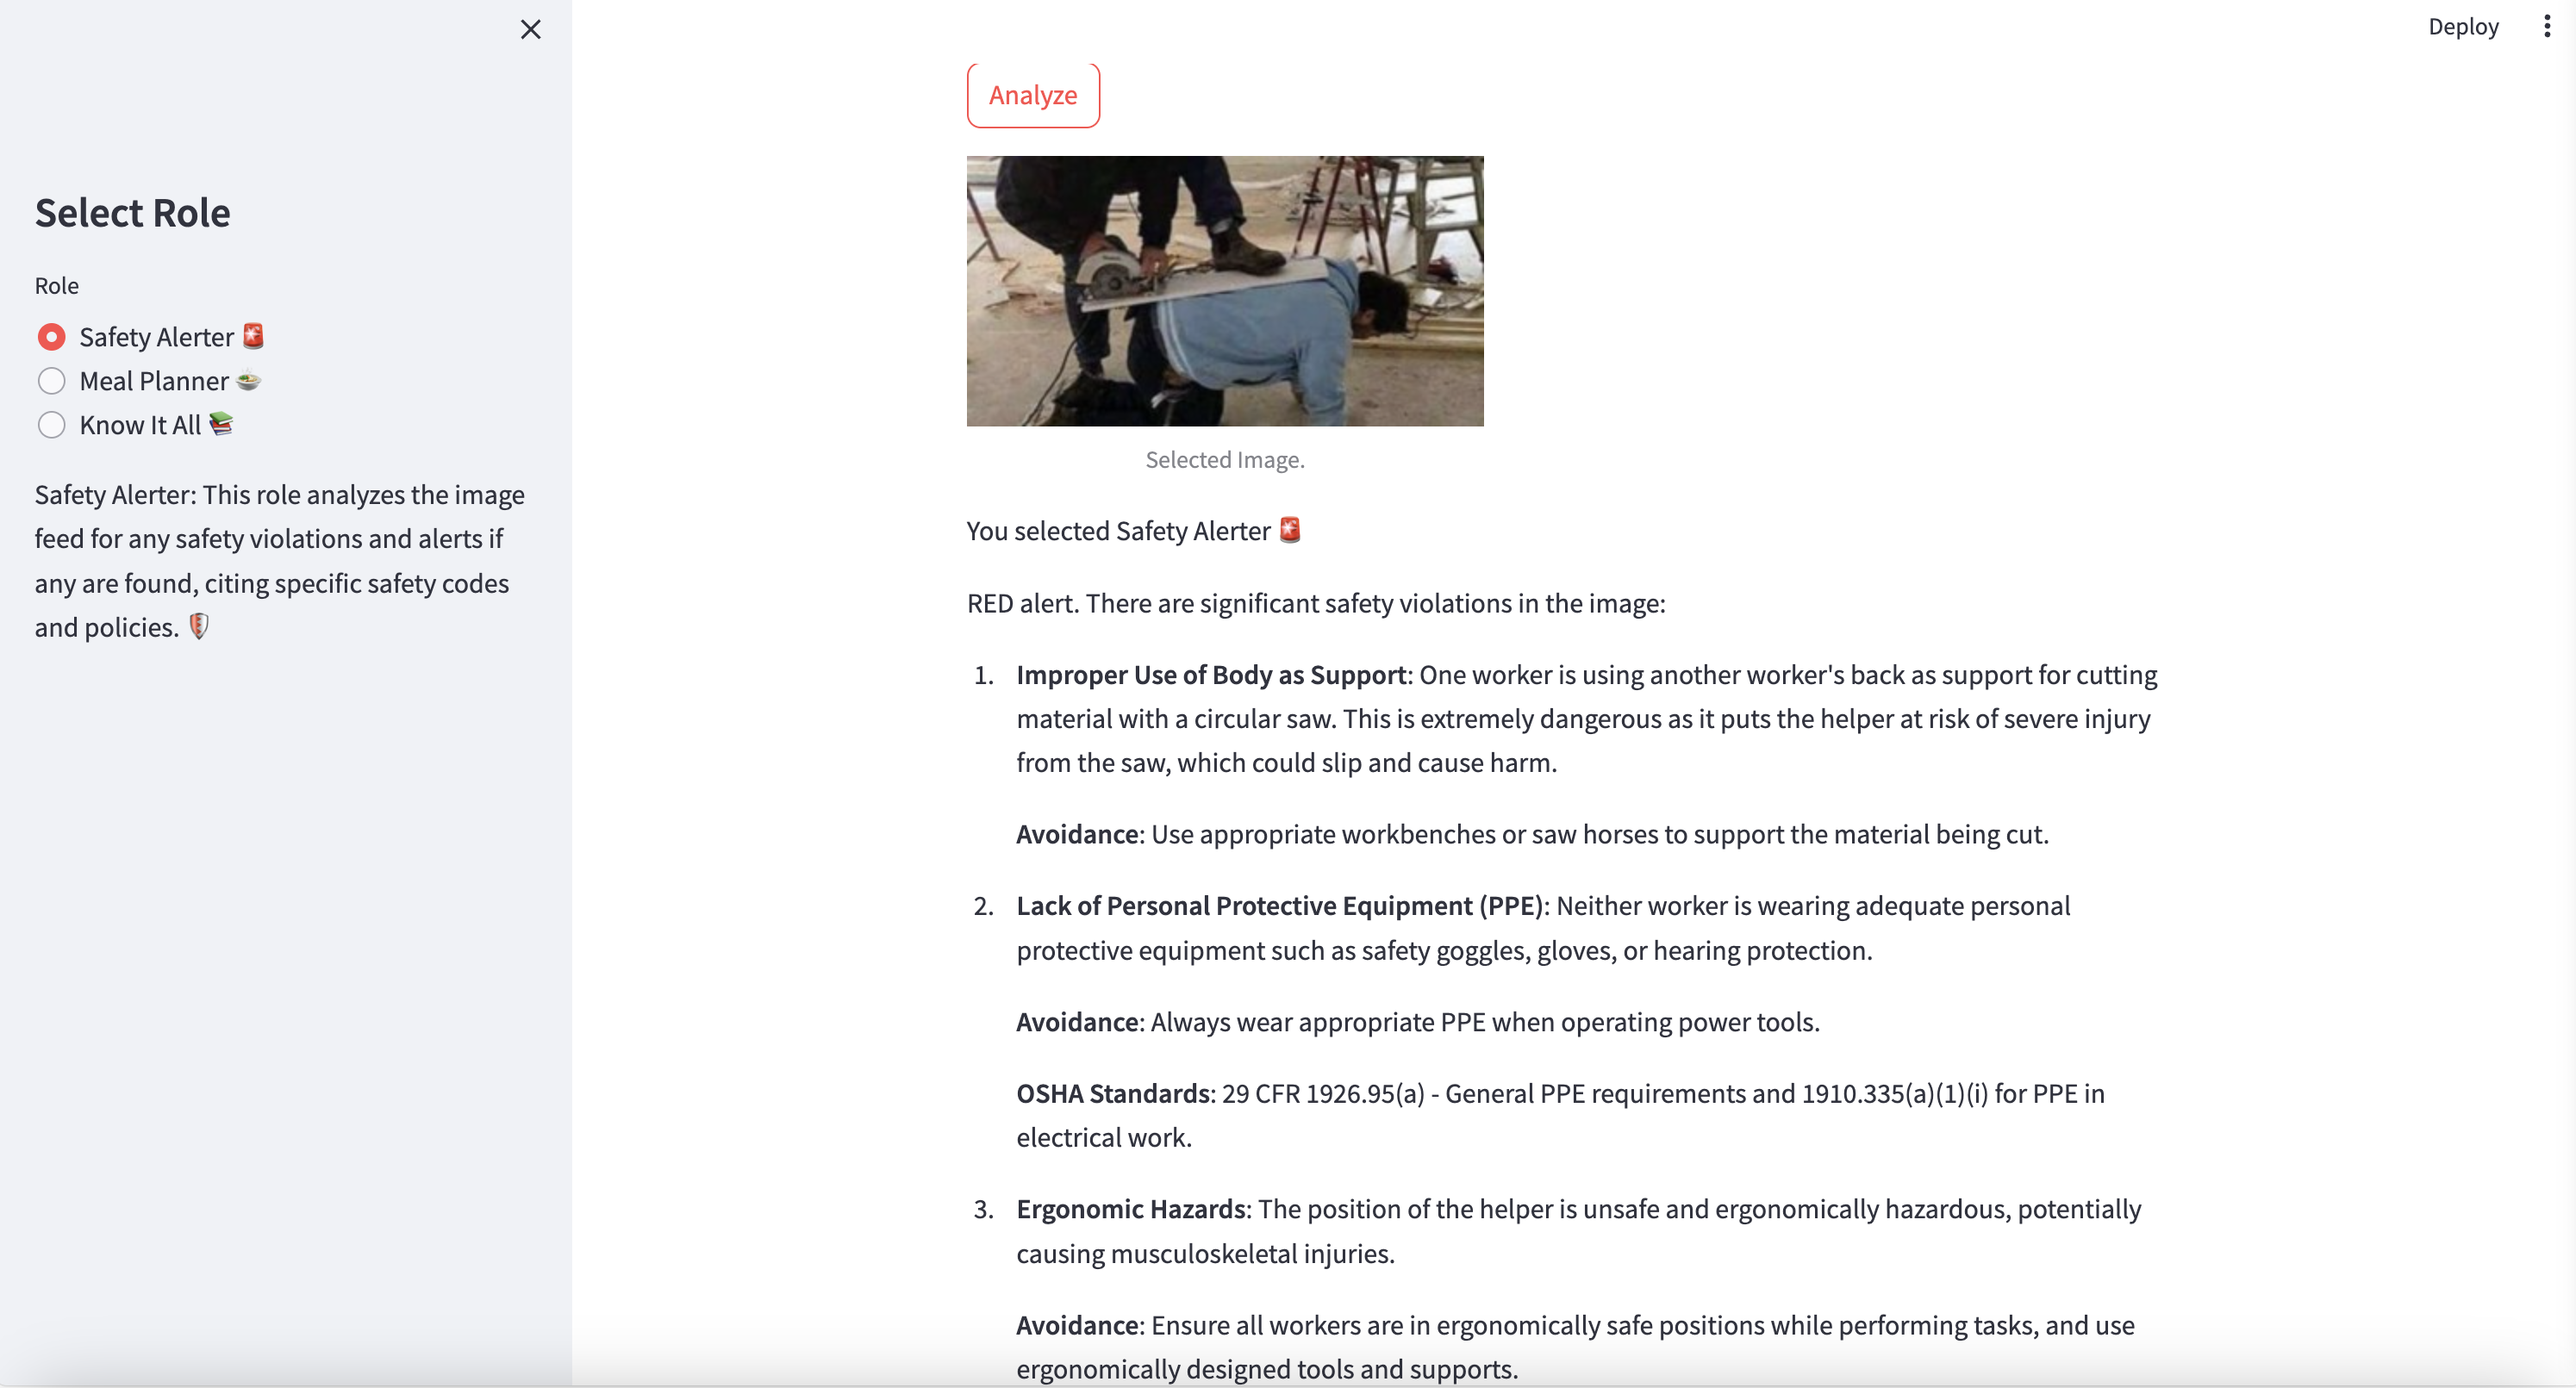 Deploy
Analyze
Select Role
Role
Safety Alerter 🚨
Meal Planner 🍲
Know It All 📚
Safety Alerter: This role analyzes the image
feed for any safety violations and alerts if
any are found, citing specific safety codes
and policies. 🛡️
Selected Image.
You selected Safety Alerter 🚨
RED alert. There are significant safety violations in the image:
1. Improper Use of Body as Support: One worker is using another worker's back as support for cutting
material with a circular saw. This is extremely dangerous as it puts the helper at risk of severe injury
from the saw, which could slip and cause harm.
Avoidance: Use appropriate workbenches or saw horses to support the material being cut.
2. Lack of Personal Protective Equipment (PPE): Neither worker is wearing adequate personal
protective equipment such as safety goggles, gloves, or hearing protection.
Avoidance: Always wear appropriate PPE when operating power tools.
OSHA Standards: 29 CFR 1926.95(a) - General PPE requirements and 1910.335(a)(1)(i) for PPE in
electrical work.
3. Ergonomic Hazards: The position of the helper is unsafe and ergonomically hazardous, potentially
causing musculoskeletal injuries.
Avoidance: Ensure all workers are in ergonomically safe positions while performing tasks, and use
ergonomically designed tools and supports.